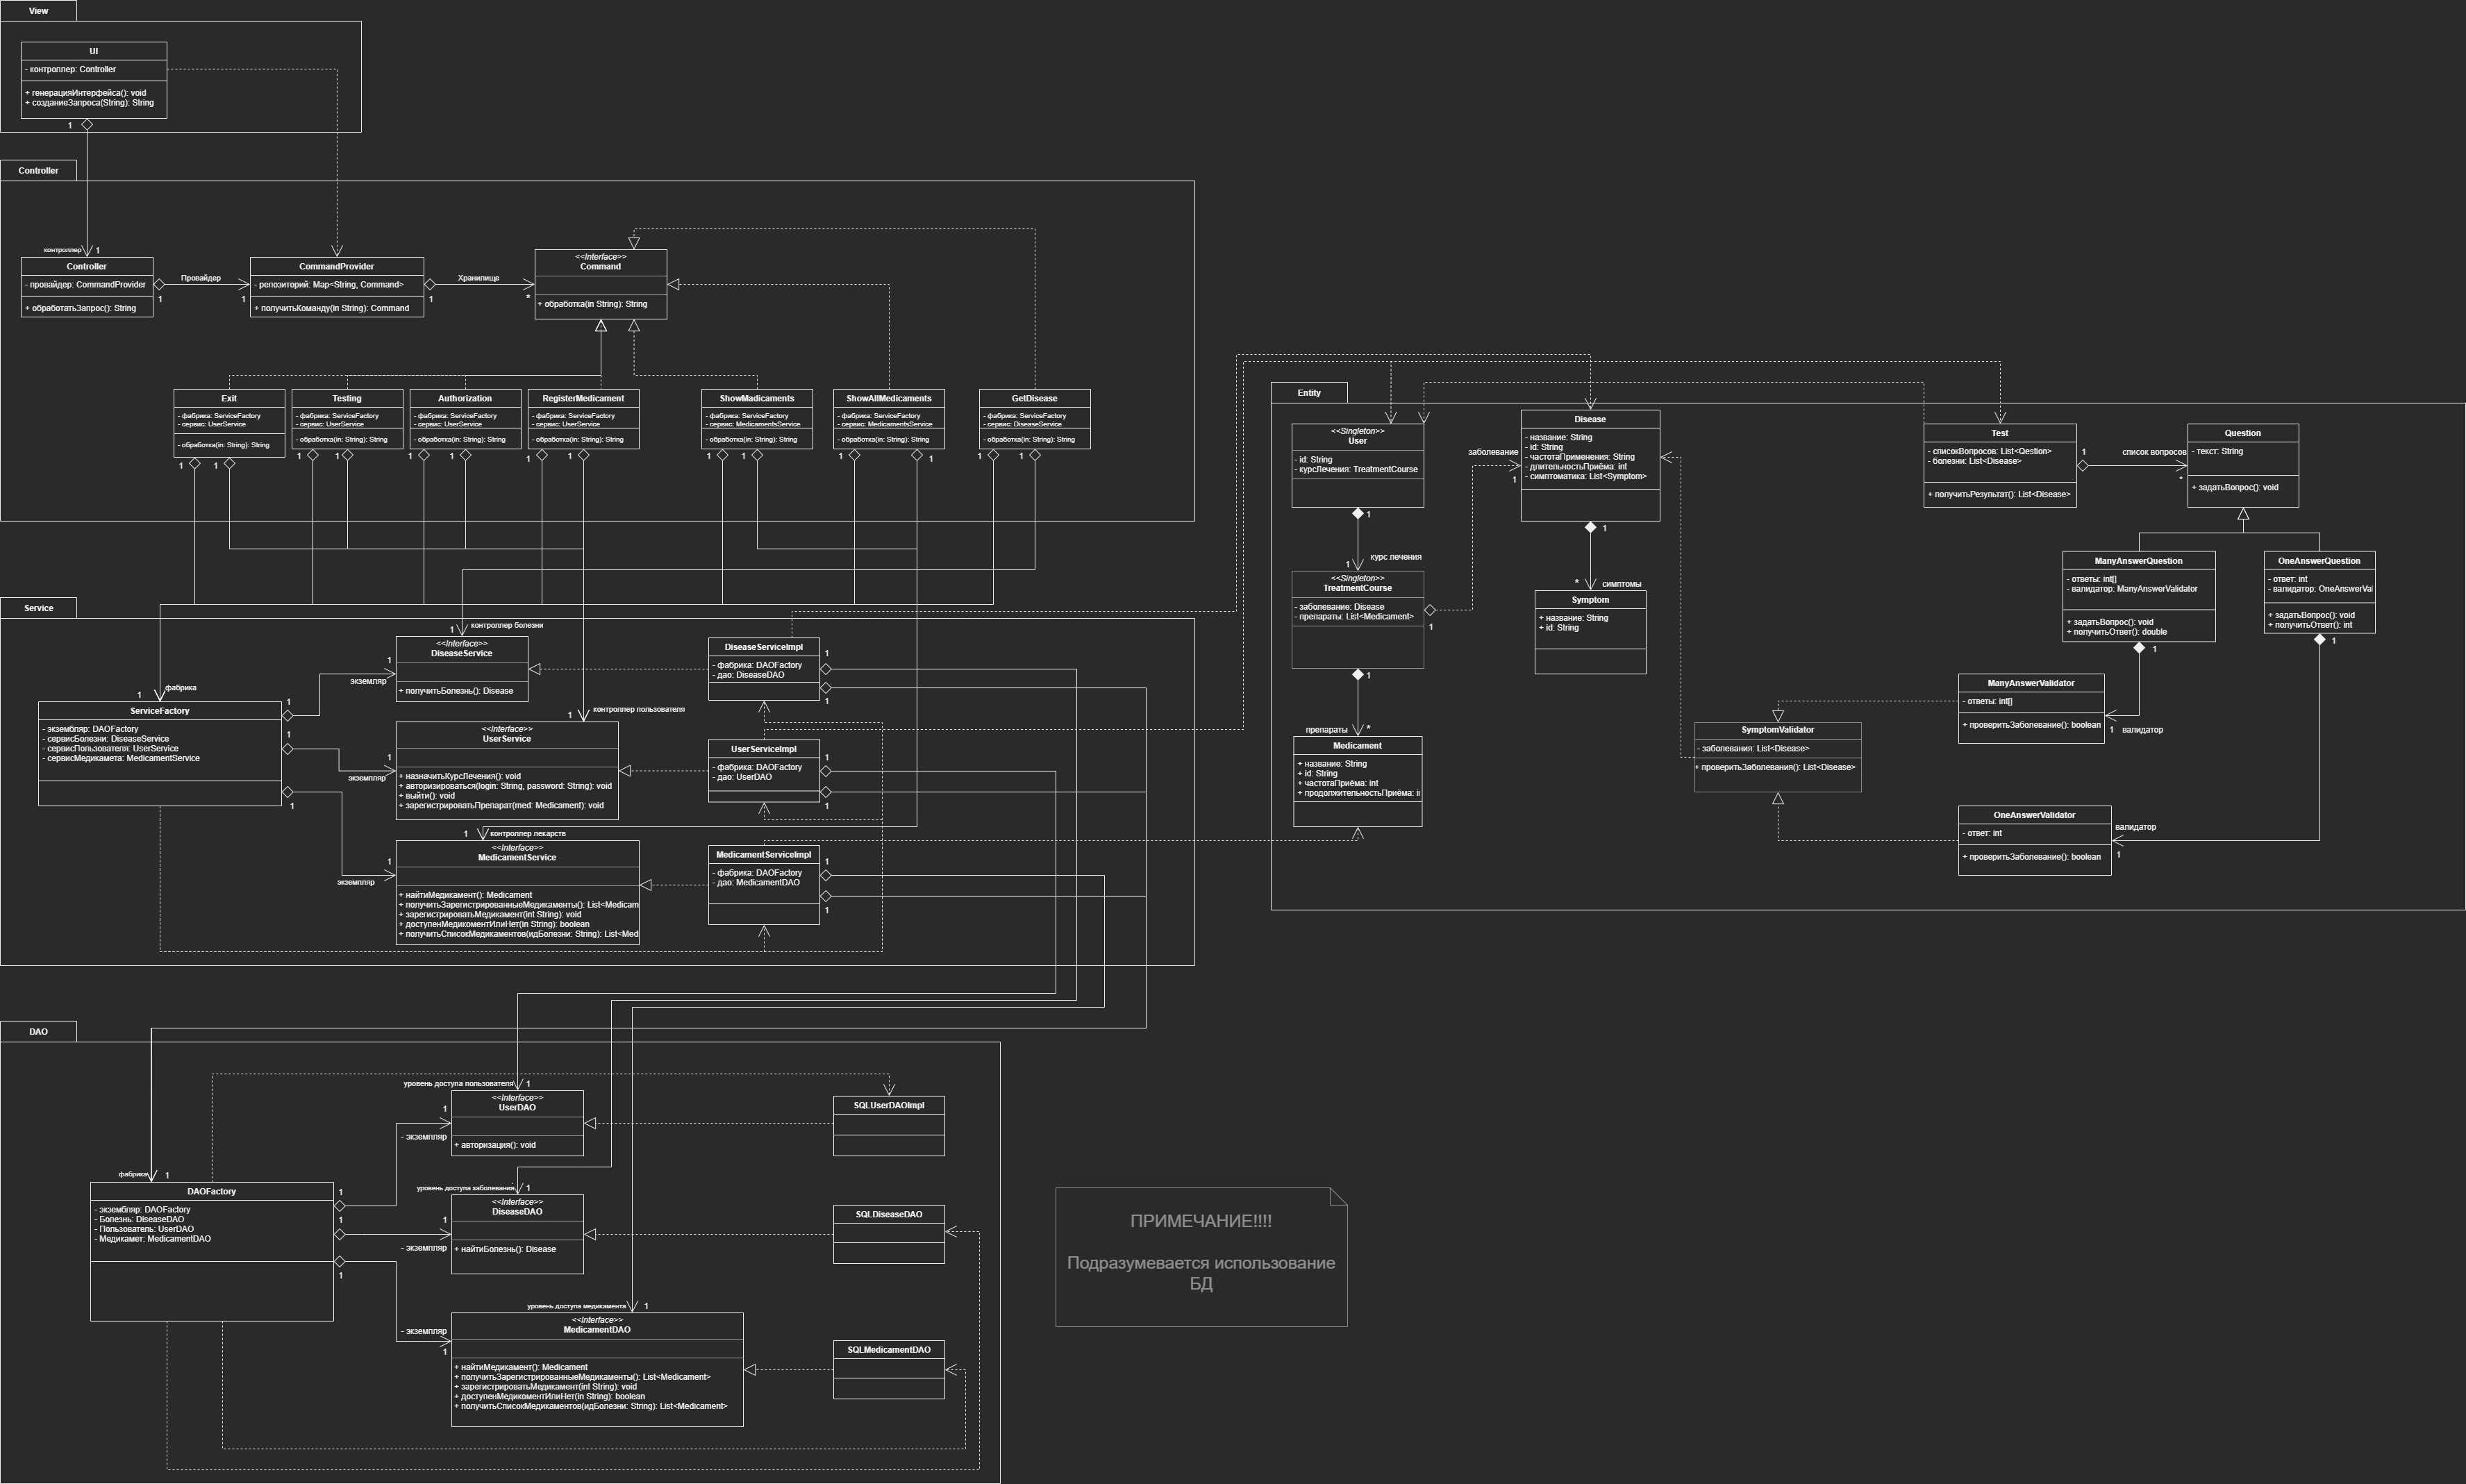 View
UI
- контроллер: Controller
+ генерацияИнтерфейса(): void
+ созданиеЗапроса(String): String
1
Controller
контроллер
1
Controller
- провайдер: CommandProvider
+ обработатьЗапрос(): String
1
Провайдер
1
CommandProvider
- репозиторий: Map<String, Command>
+ получитьКоманду(in String): Command
1
Хранилище
*
<<Interface>>
Command
+ обработка(in String): String
Exit
- фабрика: ServiceFactory
- сервис: UserService
- обработка(in: String): String
1
1
Testing
- фабрика: ServiceFactory
- сервис: UserService
- обработка(in: String): String
1
1
Authorization
- фабрика: ServiceFactory
- сервис: UserService
- обработка(in: String): String
1
1
RegisterMedicament
- фабрика: ServiceFactory
- сервис: UserService
- обработка(in: String): String
1
1
ShowMadicaments
- фабрика: ServiceFactory
- сервис: MedicamentsService
- обработка(in: String): String
1
1
ShowAllMedicaments
- фабрика: ServiceFactory
- сервис: MedicamentsService
- обработка(in: String): String
1
1
GetDisease
- фабрика: ServiceFactory
- сервис: DiseaseService
- обработка(in: String): String
1
1
Entity
<<Singleton>>
User
- id: String
- курсЛечения: TreatmentCourse
1
1
курс лечения
<<Singleton>>
TreatmentCourse
- заболевание: Disease
- препараты: List<Medicament>
1
1
заболевание
1
препараты
*
Medicament
+ название: String
+ id: String
+ частотаПриёма: int
+ продолжительностьПриёма: i
Disease
- название: String
- id: String
- частотаПрименения: String
- длительностьПриёма: int
- симптоматика: List<Symptom>
1
*
симптомы
Symptom
+ название: String
+ id: String
Test
- списокВопросов: List<Qestion>
- болезни: List<Disease>
+ получитьРезультат(): List<Disease>
1
список вопросов
*
Question
- текст: String
+ задатьВопрос(): void
ManyAnswerQuestion
- ответы: int[]
- валидатор: ManyAnswerValidator
+ задатьВопрос(): void
+ получитьОтвет(): double
1
OneAnswerQuestion
- ответ: int
- валидатор: OneAnswerVal
+ задатьВопрос(): void
+ получитьОтвет(): int
1
ManyAnswerValidator
- ответы: int[]
+ проверитьЗаболевание(): boolean
1
валидатор
SymptomValidator
- заболевания: List<Disease>
+ проверитьЗаболевания(): List<Disease>
OneAnswerValidator
- ответ: int
+ проверитьЗаболевание(): boolean
валидатор
1
Service
1
фабрика
ServiceFactory
- экзембляр: DAOFactory
- сервисБолезни: DiseaseService
- сервисПользователя: UserService
- сервисМедикамета: MedicamentService
1
1
1
1
экземпляр
1
экземпляр
1
экземпляр
1
контроллер болезни
<<Interface>>
DiseaseService
+ получитьБолезнь(): Disease
1
контроллер пользователя
<<Interface>>
UserService
+ назначитьКурсЛечения(): void
+ авторизироваться(login: String, password: String): void
+ выйти(): void
+ зарегистрироватьПрепарат(med: Medicament): void
1
контроллер лекарств
<<Interface>>
MedicamentService
+ найтиМедикамент(): Medicament
+ получитьЗарегистрированныеМедикаменты(): List<Medicam
+ зарегистрироватьМедикамент(int String): void
+ доступенМедикоментИлиНет(in String): boolean
+ получитьСписокМедикаментов(идБолезни: String): List<Med
DiseaseServiceImpl
- фабрика: DAOFactory
- дао: DiseaseDAO
1
1
UserServiceImpl
- фабрика: DAOFactory
- дао: UserDAO
1
1
MedicamentServiceImpl
- фабрика: DAOFactory
- дао: MedicamentDAO
1
1
DAO
фабрика
1
DAOFactory
- экзембляр: DAOFactory
- Болезнь: DiseaseDAO
- Пользователь: UserDAO
- Медикамет: MedicamentDAO
1
1
1
1
- экземпляр
1
- экземпляр
- экземпляр
1
уровень доступа пользователя
1
<<Interface>>
UserDAO
+ авторизация(): void
уровень доступа заболевания
1
<<Interface>>
DiseaseDAO
+ найтиБолезнь(): Disease
уровень доступа медикамента
1
<<Interface>>
MedicamentDAO
+ найтиМедикамент(): Medicament
+ получитьЗарегистрированныеМедикаменты(): List<Medicament>
+ зарегистрироватьМедикамент(int String): void
+ доступенМедикоментИлиНет(in String): boolean
+ получитьСписокМедикаментов(идБолезни: String): List<Medicament>
SQLUserDAOImpl
SQLDiseaseDAO
SQLMedicamentDAO
ПРИМЕЧАНИЕ!!!!
Подразумевается использование
БД